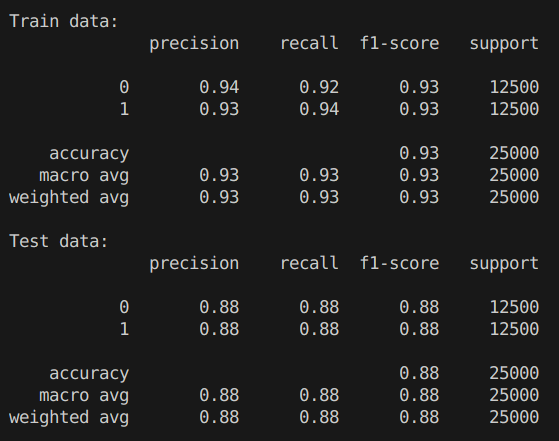 Train data:
precision recall f1-score support
0 0.94 0.92 0.93 12500
1 0.93 0.94 0.93 12500
accuracy 0.93 25000
macro avg 0.93 0.93 0.93 25000
weighted avg 0.93 0.93 0.93 25000
Test data:
precision recall f1-score support
0 0.88 0.88 0.88 12500
1 0.88 0.88 0.88 12500
accuracy 0.88 25000
macro avg 0.88 0.88 0.88 25000
weighted avg 0.88 0.88 0.88 25000